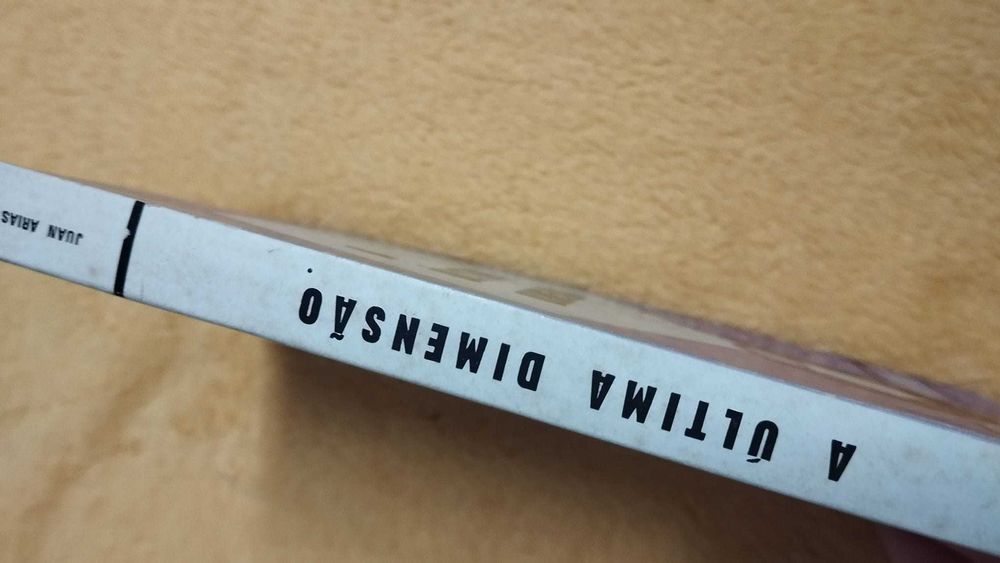 A ÚLTIMA DIMENSÃO
JUAN ARIAS